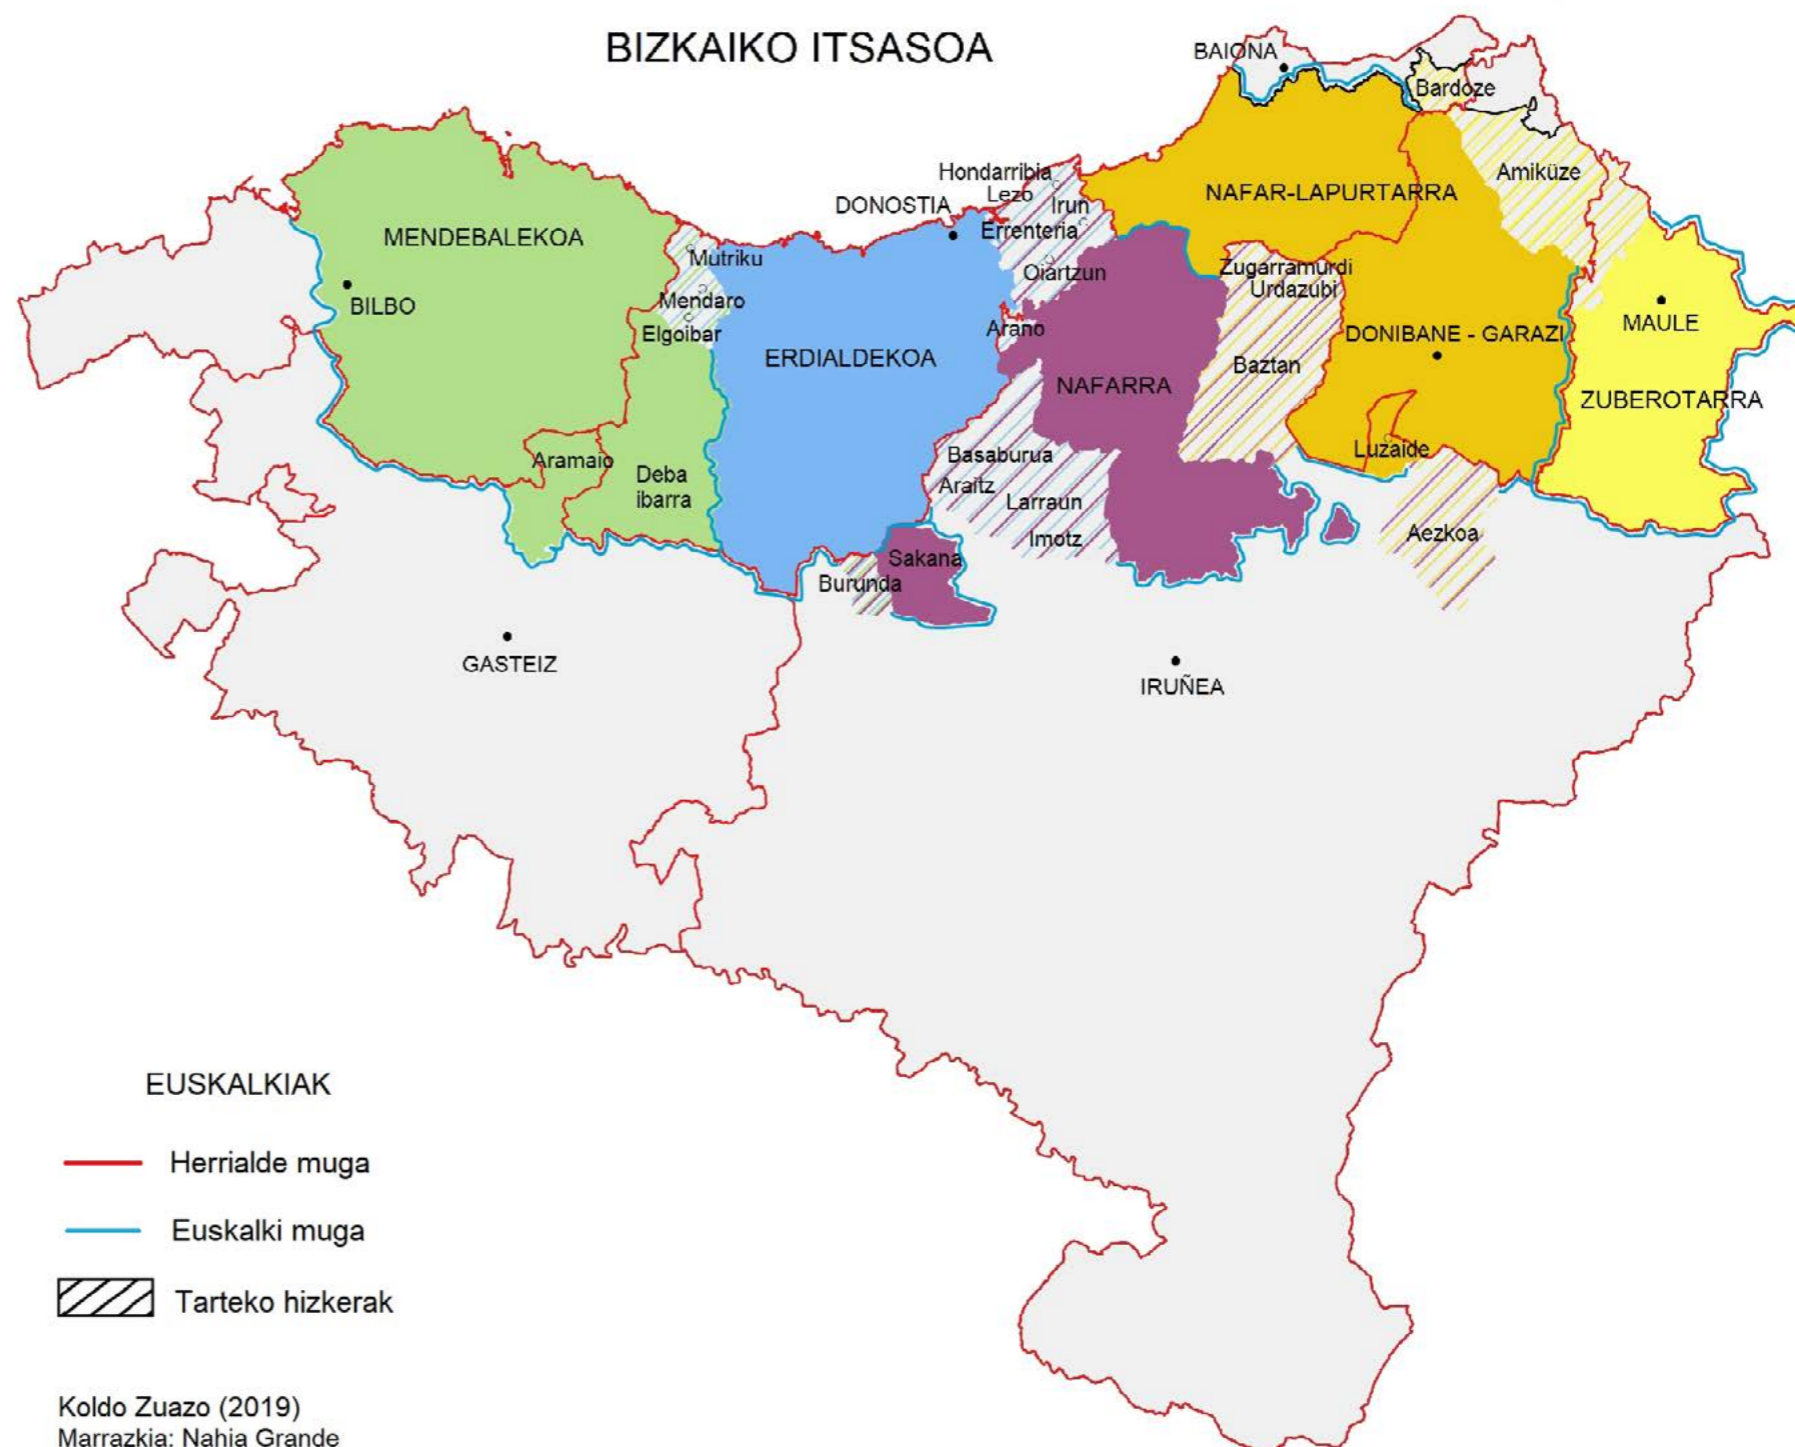 BIZKAIKO ITSASOA
BAIONA
Bardoze
Hondarribia
Lezo
Irun
Errenteria
Oiartzun
DONOSTIA
Amiküze
NAFAR-LAPURTARRA
MENDEBALEKOA
BILBO
Mutriku
Mendaro
Elgoibar
ERDIALDEKOA
Arano
NAFARRA
Zugarramurdi
Urdazubi
Baztan
DONIBANE - GARAZI
MAULE
ZUBEROTARRA
Luzaide
Aramaio
Deba
ibarra
Basaburua
Araitz
Larraun
Imotz
Aezkoa
Sakana
Burunda
GASTEIZ
IRUÑEA
EUSKALKIAK
Herrialde muga
Euskalki muga
Tarteko hizkerak
Koldo Zuazo (2019)
Marrazkia: Nahia Grande